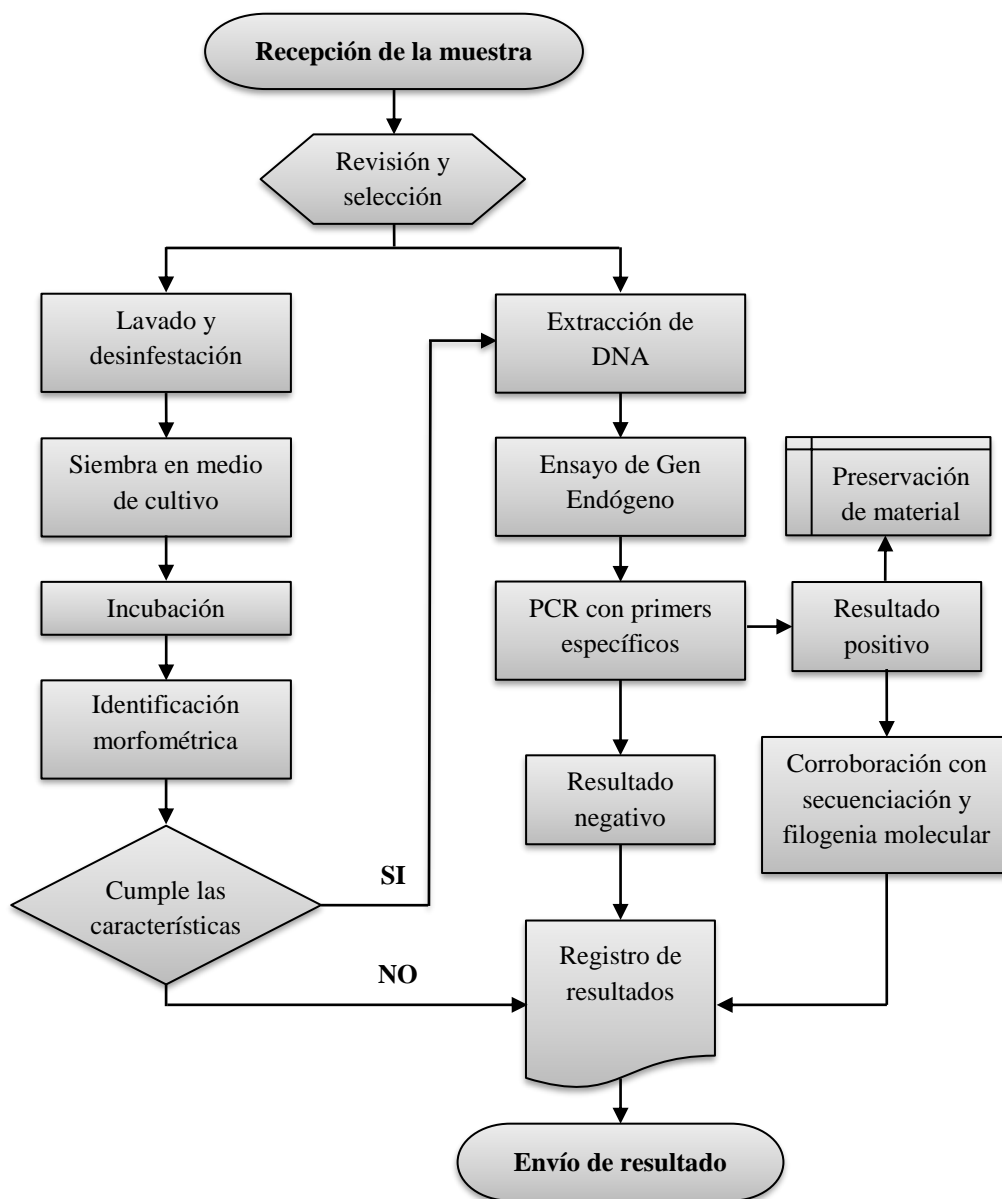 Recepción de la muestra
Revisión y
selección
Lavado y
desinfestación
Extracción de
DNA
Siembra en medio
de cultivo
Ensayo de Gen
Endógeno
Preservación
de material
Incubación
PCR con primers
específicos
Resultado
positivo
Identificación
morfométrica
Resultado
negativo
Corroboración con
secuenciación y
filogenia molecular
Cumple las
características
SI
NO
Registro de
resultados
Envío de resultado